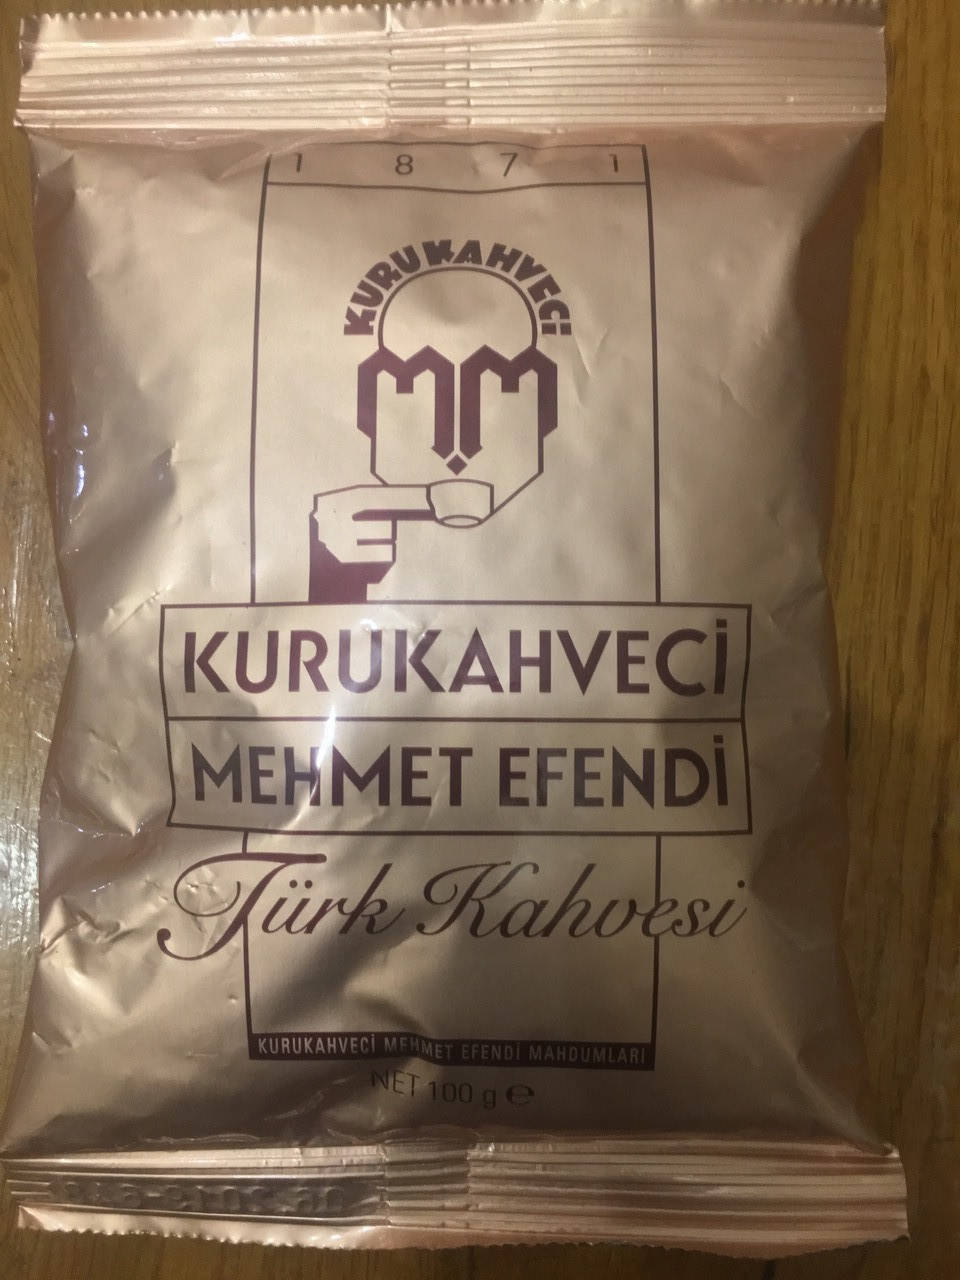 1 8 7 1
KURUKAHVECİ
MM
KURUKAHVECİ
MEHMET EFENDİ
Türk Kahvesi
KURUKAHVECİ MEHMET EFENDİ MAHDUMLARI
NET 100 g ℮